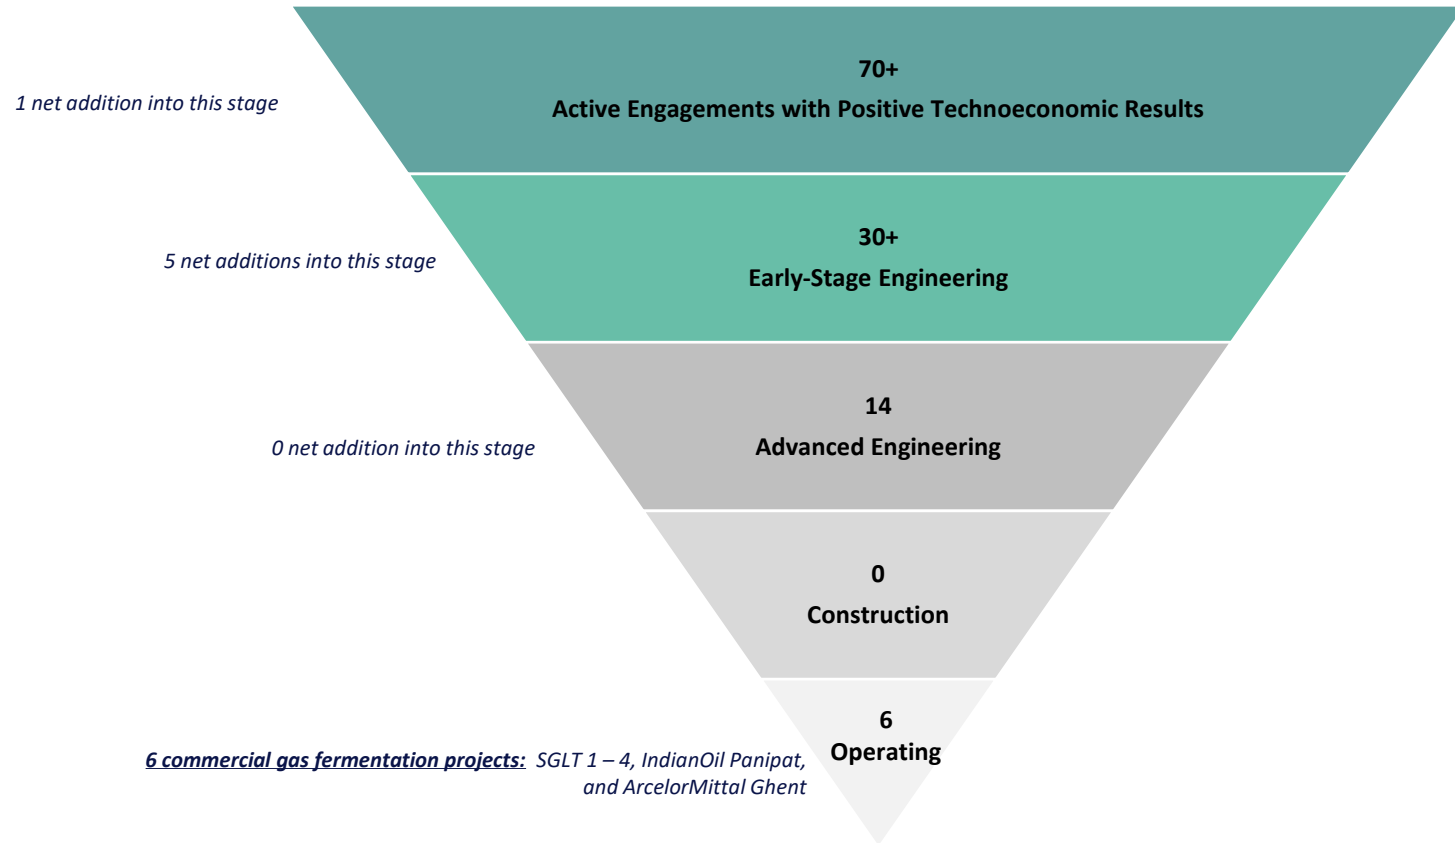 70+
1 net addition into this stage
Active Engagements with Positive Technoeconomic Results
30+
5 net additions into this stage
Early-Stage Engineering
14
0 net addition into this stage
Advanced Engineering
0
Construction
6
Operating
6 commercial gas fermentation projects: SGLT 1 – 4, IndianOil Panipat,
and ArcelorMittal Ghent